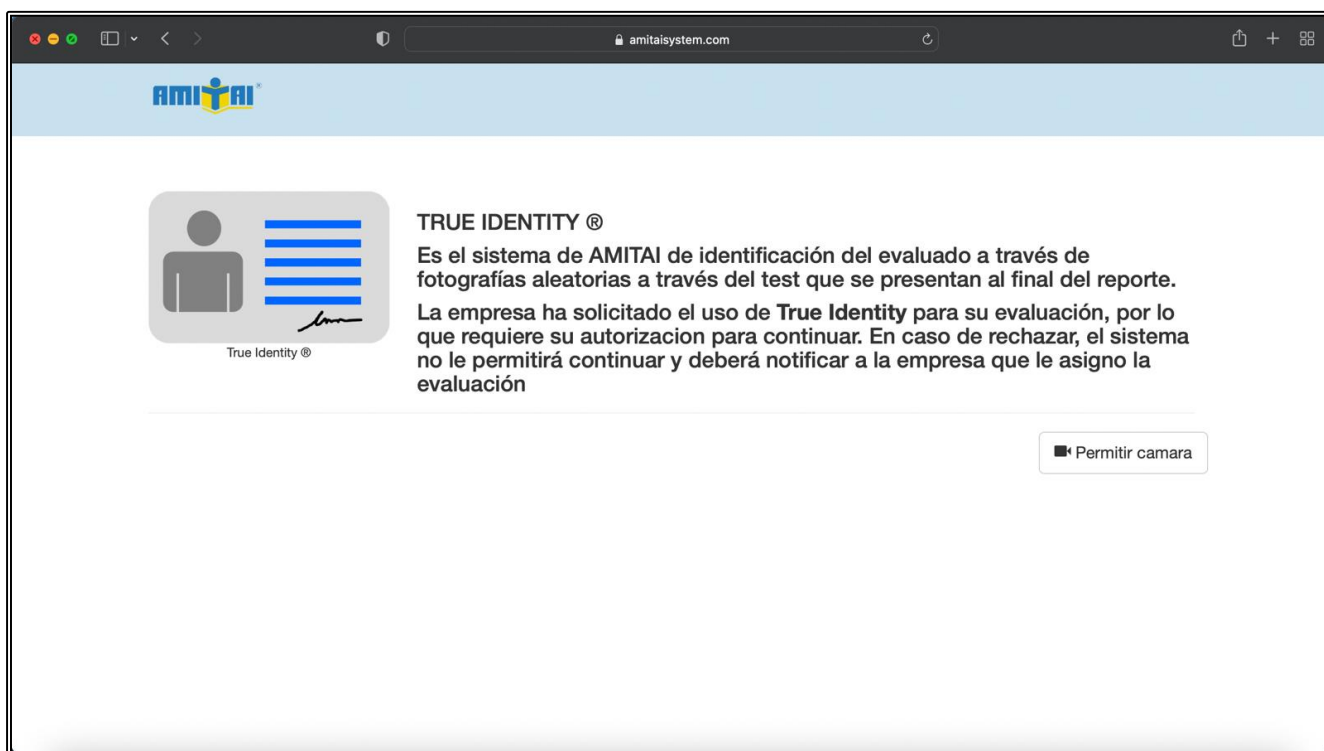 amitaisystem.com
AMITAI®
TRUE IDENTITY ®
Es el sistema de AMITAI de identificación del evaluado a través de
fotografías aleatorias a través del test que se presentan al final del reporte.
La empresa ha solicitado el uso de True Identity para su evaluación, por lo
que requiere su autorizacion para continuar. En caso de rechazar, el sistema
no le permitirá continuar y deberá notificar a la empresa que le asigno la
evaluación
True Identity ®
Permitir camara